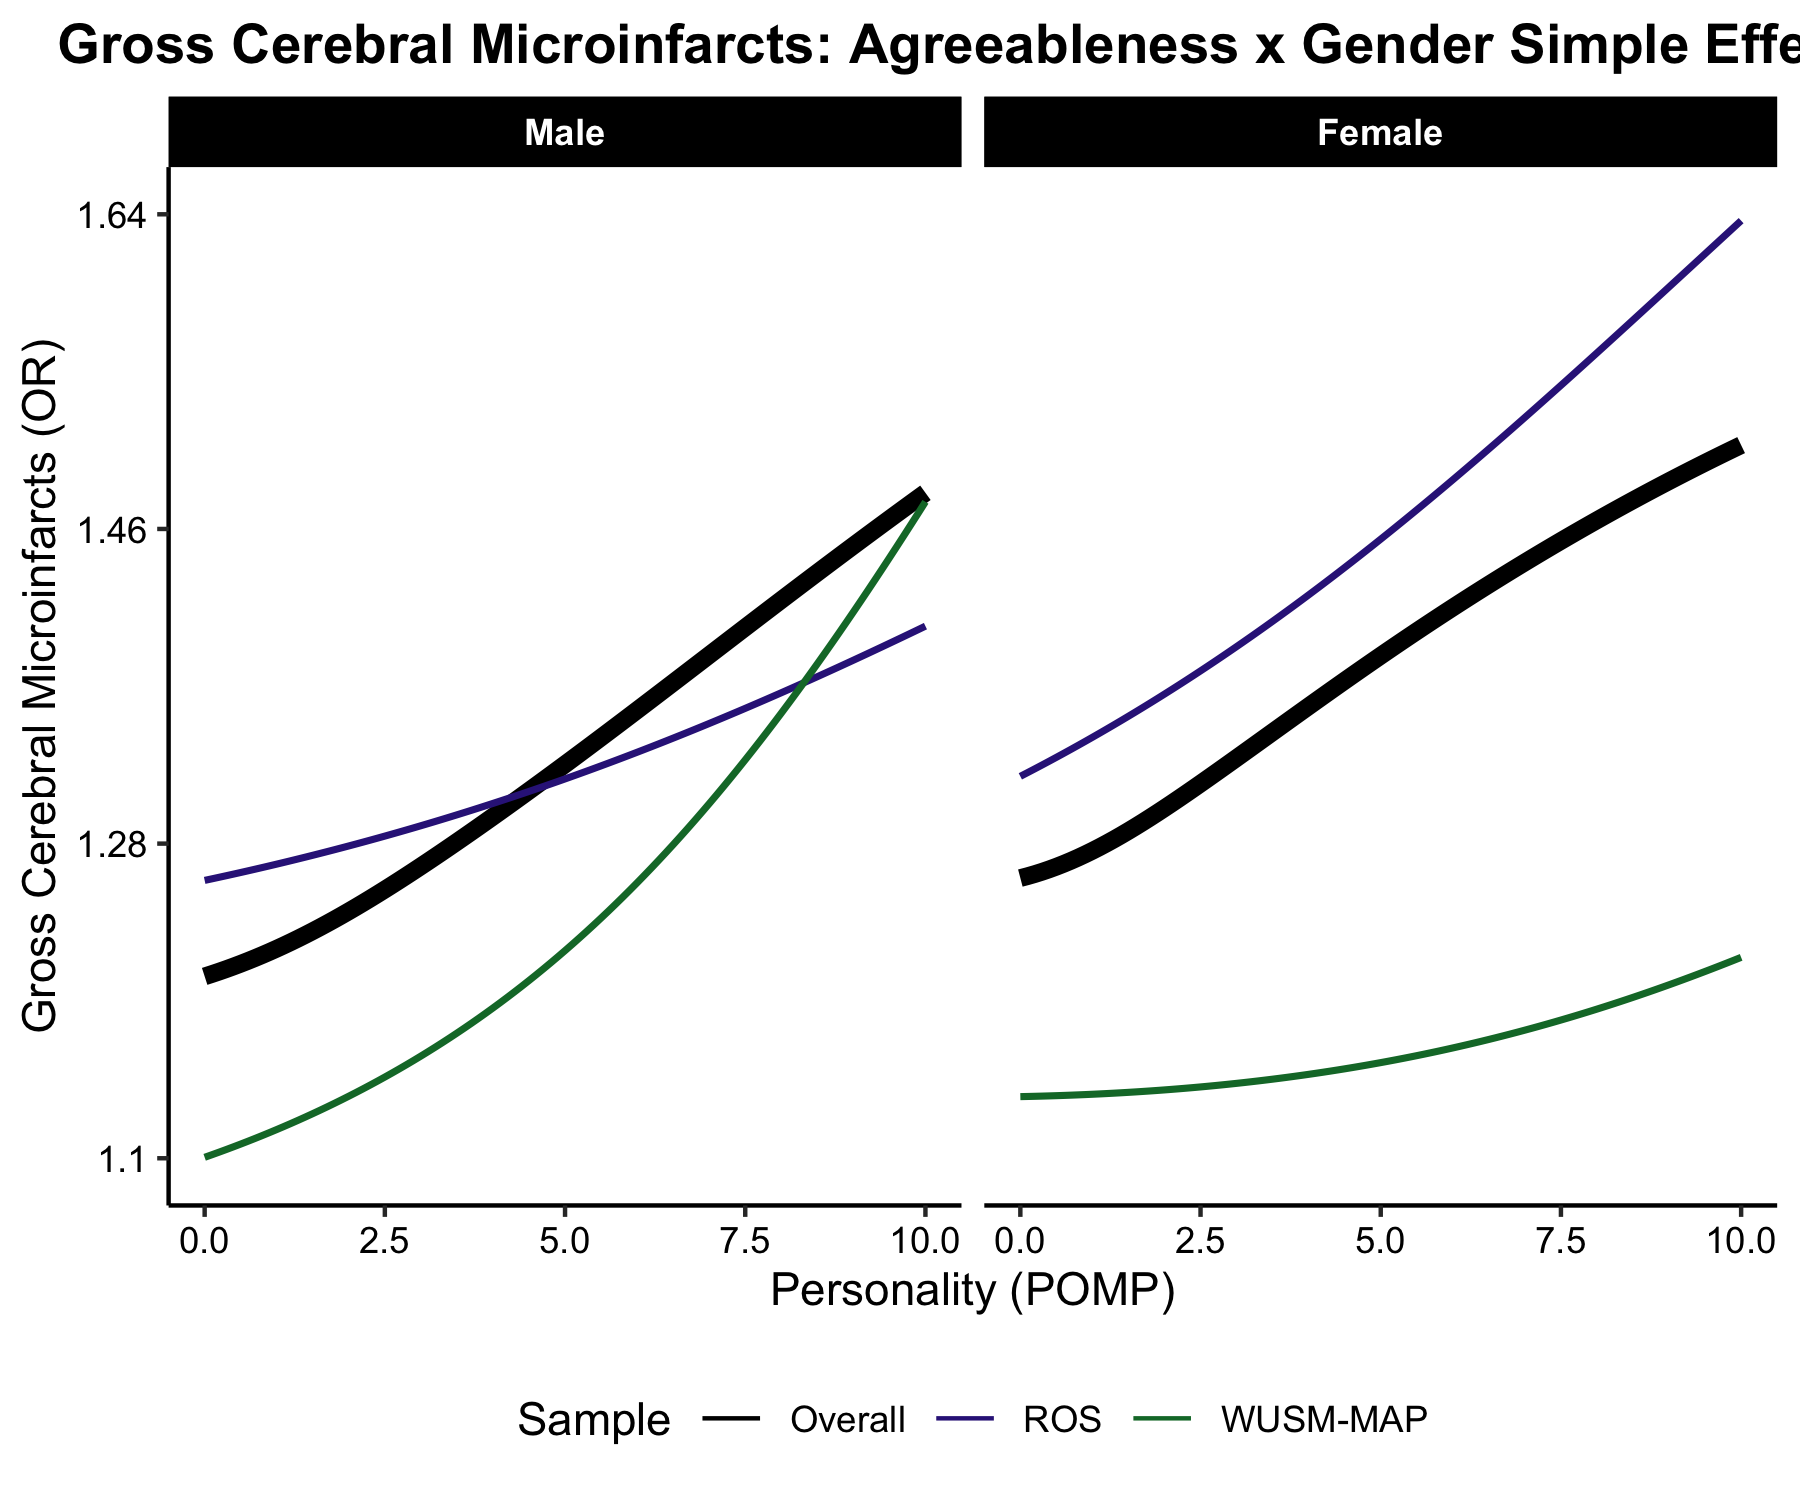 Gross Cerebral Microinfarcts: Agreeableness x Gender Simple Effe
Male Female
Gross Cerebral Microinfarcts (OR)
1.64
1.46
1.28
1.1
0.0 2.5 5.0 7.5 10.0 0.0 2.5 5.0 7.5 10.0
Personality (POMP)
Sample Overall ROS WUSM-MAP